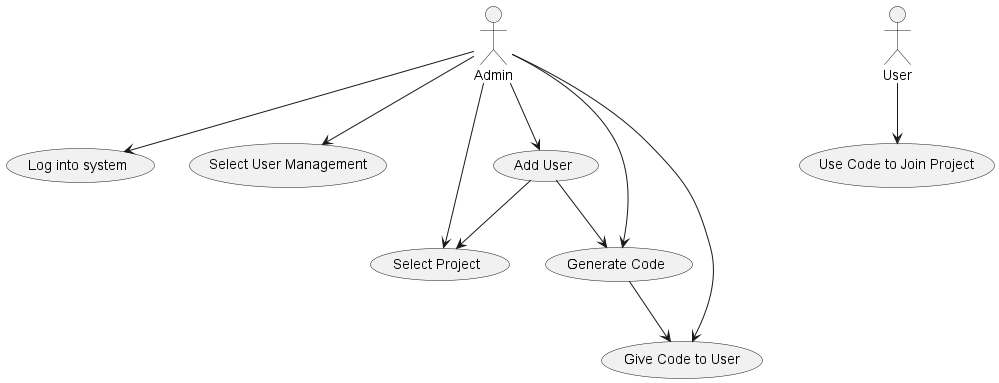 Admin
User
Log into system
Select User Management
Add User
Use Code to Join Project
Select Project
Generate Code
Give Code to User